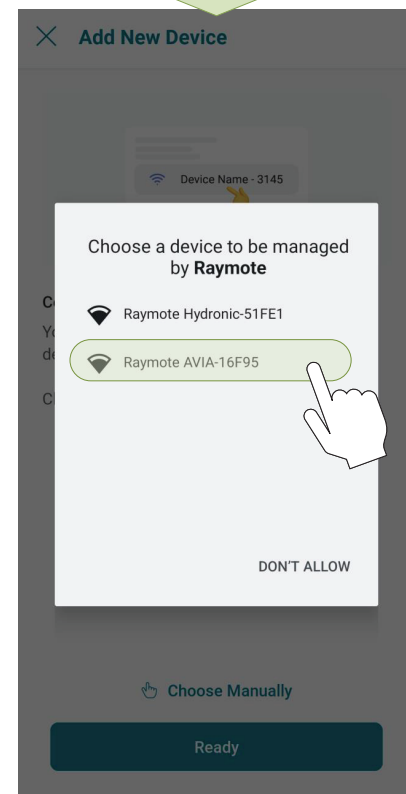 Add New Device
Device Name - 3145
Choose a device to be managed
by Raymote
Raymote Hydronic-51FE1
Raymote AVIA-16F95
DON'T ALLOW
Choose Manually
Ready